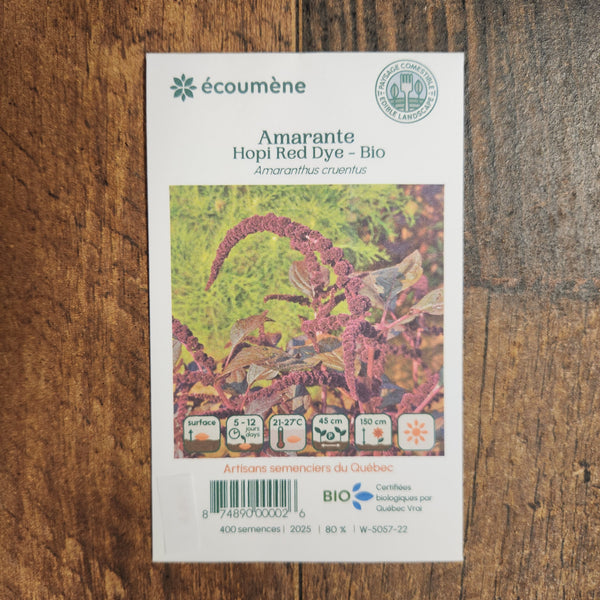 écoumène
PAYSAGE COMESTIBLE
EDIBLE LANDSCAPE
Amarante
Hopi Red Dye - Bio
Amaranthus cruentus
surface
5 - 12
jours
days
21-27°C
45 cm
P
150 cm
Artisans semenciers du Québec
8 74890 00002 6
BIO
Certifiées
biologiques par
Québec Vrai
400 semences | 2025 | 80 % | W-5057-22